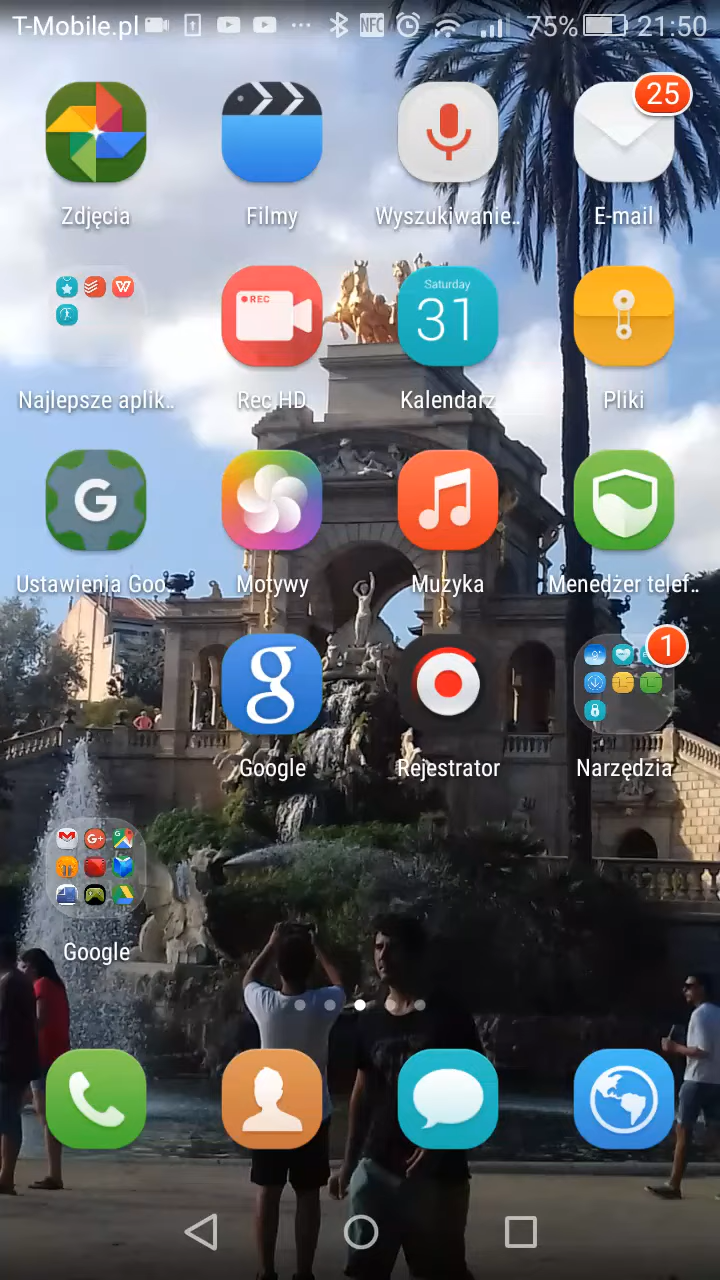 T-Mobile.pl NFC 75% 21:50
25
Zdjęcia Filmy Wyszukiwanie.. E-mail
REC Saturday
31
Najlepsze aplik.. Rec HD Kalendarz Pliki
G
Ustawienia Goo.. Motywy Muzyka Menedżer telef..
1
g
Google Rejestrator Narzędzia
Google